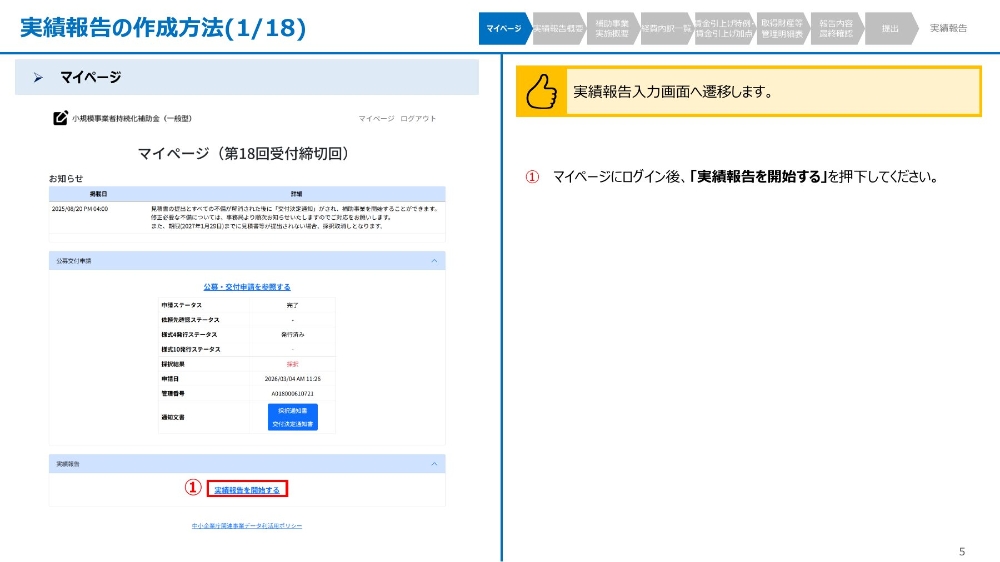 実績報告の作成方法(1/18)
マイページ
実績報告概要
補助事業
実施概要
経費内訳一覧
賃金引上げ特例・
賃金引上げ加点
取得財産等
管理明細表
報告内容
最終確認
提出
実績報告
マイページ
小規模事業者持続化補助金（一般型）
マイページ ログアウト
マイページ（第18回受付締切回）
お知らせ
掲載日 詳細
2025/08/20 PM 04:00 見積書の提出とすべての不備が解消された後に「交付決定通知」がされ、補助事業を開始することができます。
修正必要な不備については、事務局より順次お知らせいたしますのでご対応をお願いします。
また、期限(2027年1月29日)までに見積書等が提出されない場合、採択取消しとなります。
公募交付申請
公募・交付申請を参照する
申請ステータス 完了
依頼先確認ステータス -
様式4発行ステータス 発行済み
様式10発行ステータス -
採択結果 採択
申請日 2026/03/04 AM 11:26
管理番号 A018000610721
通知文書 採択通知書
交付決定通知書
実績報告
① 実績報告を開始する
中小企業庁関連事業データ利活用ポリシー
実績報告入力画面へ遷移します。
① マイページにログイン後、「実績報告を開始する」を押下してください。
5